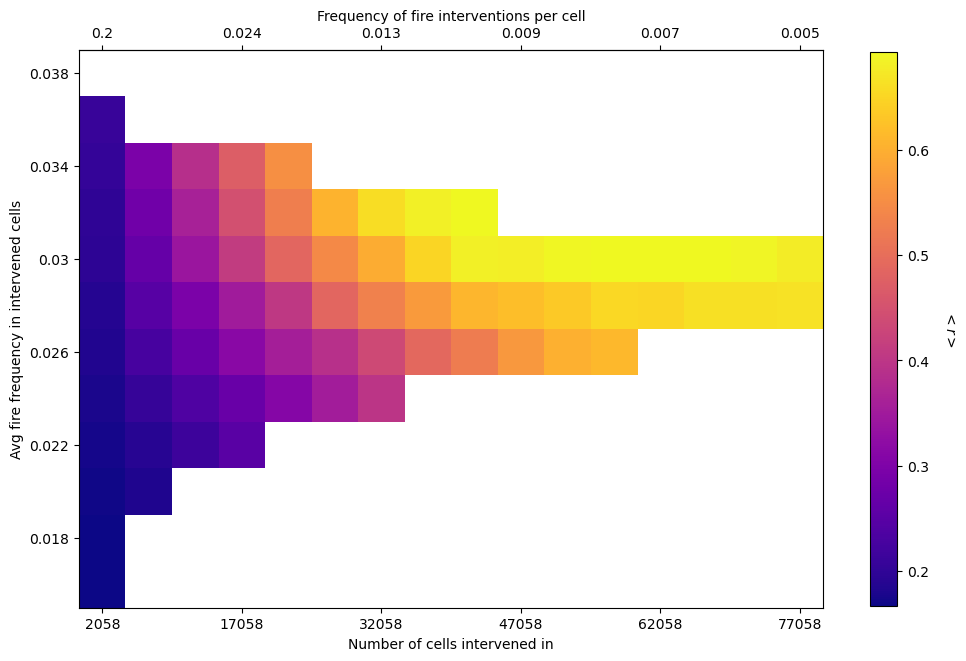 Frequency of fire interventions per cell
0.2 0.024 0.013 0.009 0.007 0.005
0.038
0.034
0.03
0.026
0.022
0.018
Avg fire frequency in intervened cells
2058 17058 32058 47058 62058 77058
Number of cells intervened in
0.6
0.5
0.4
0.3
0.2
< r >